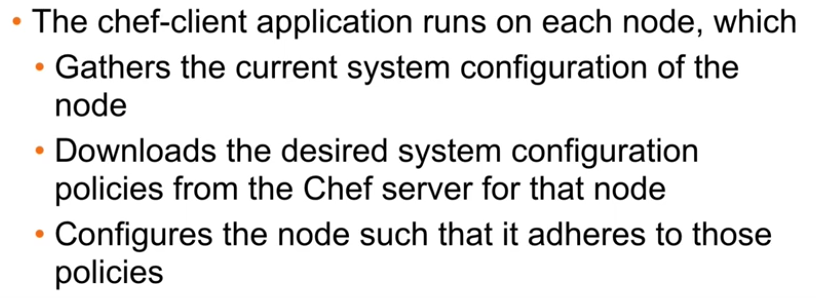 • The chef-client application runs on each node, which
• Gathers the current system configuration of the
node
• Downloads the desired system configuration
policies from the Chef server for that node
• Configures the node such that it adheres to those
policies